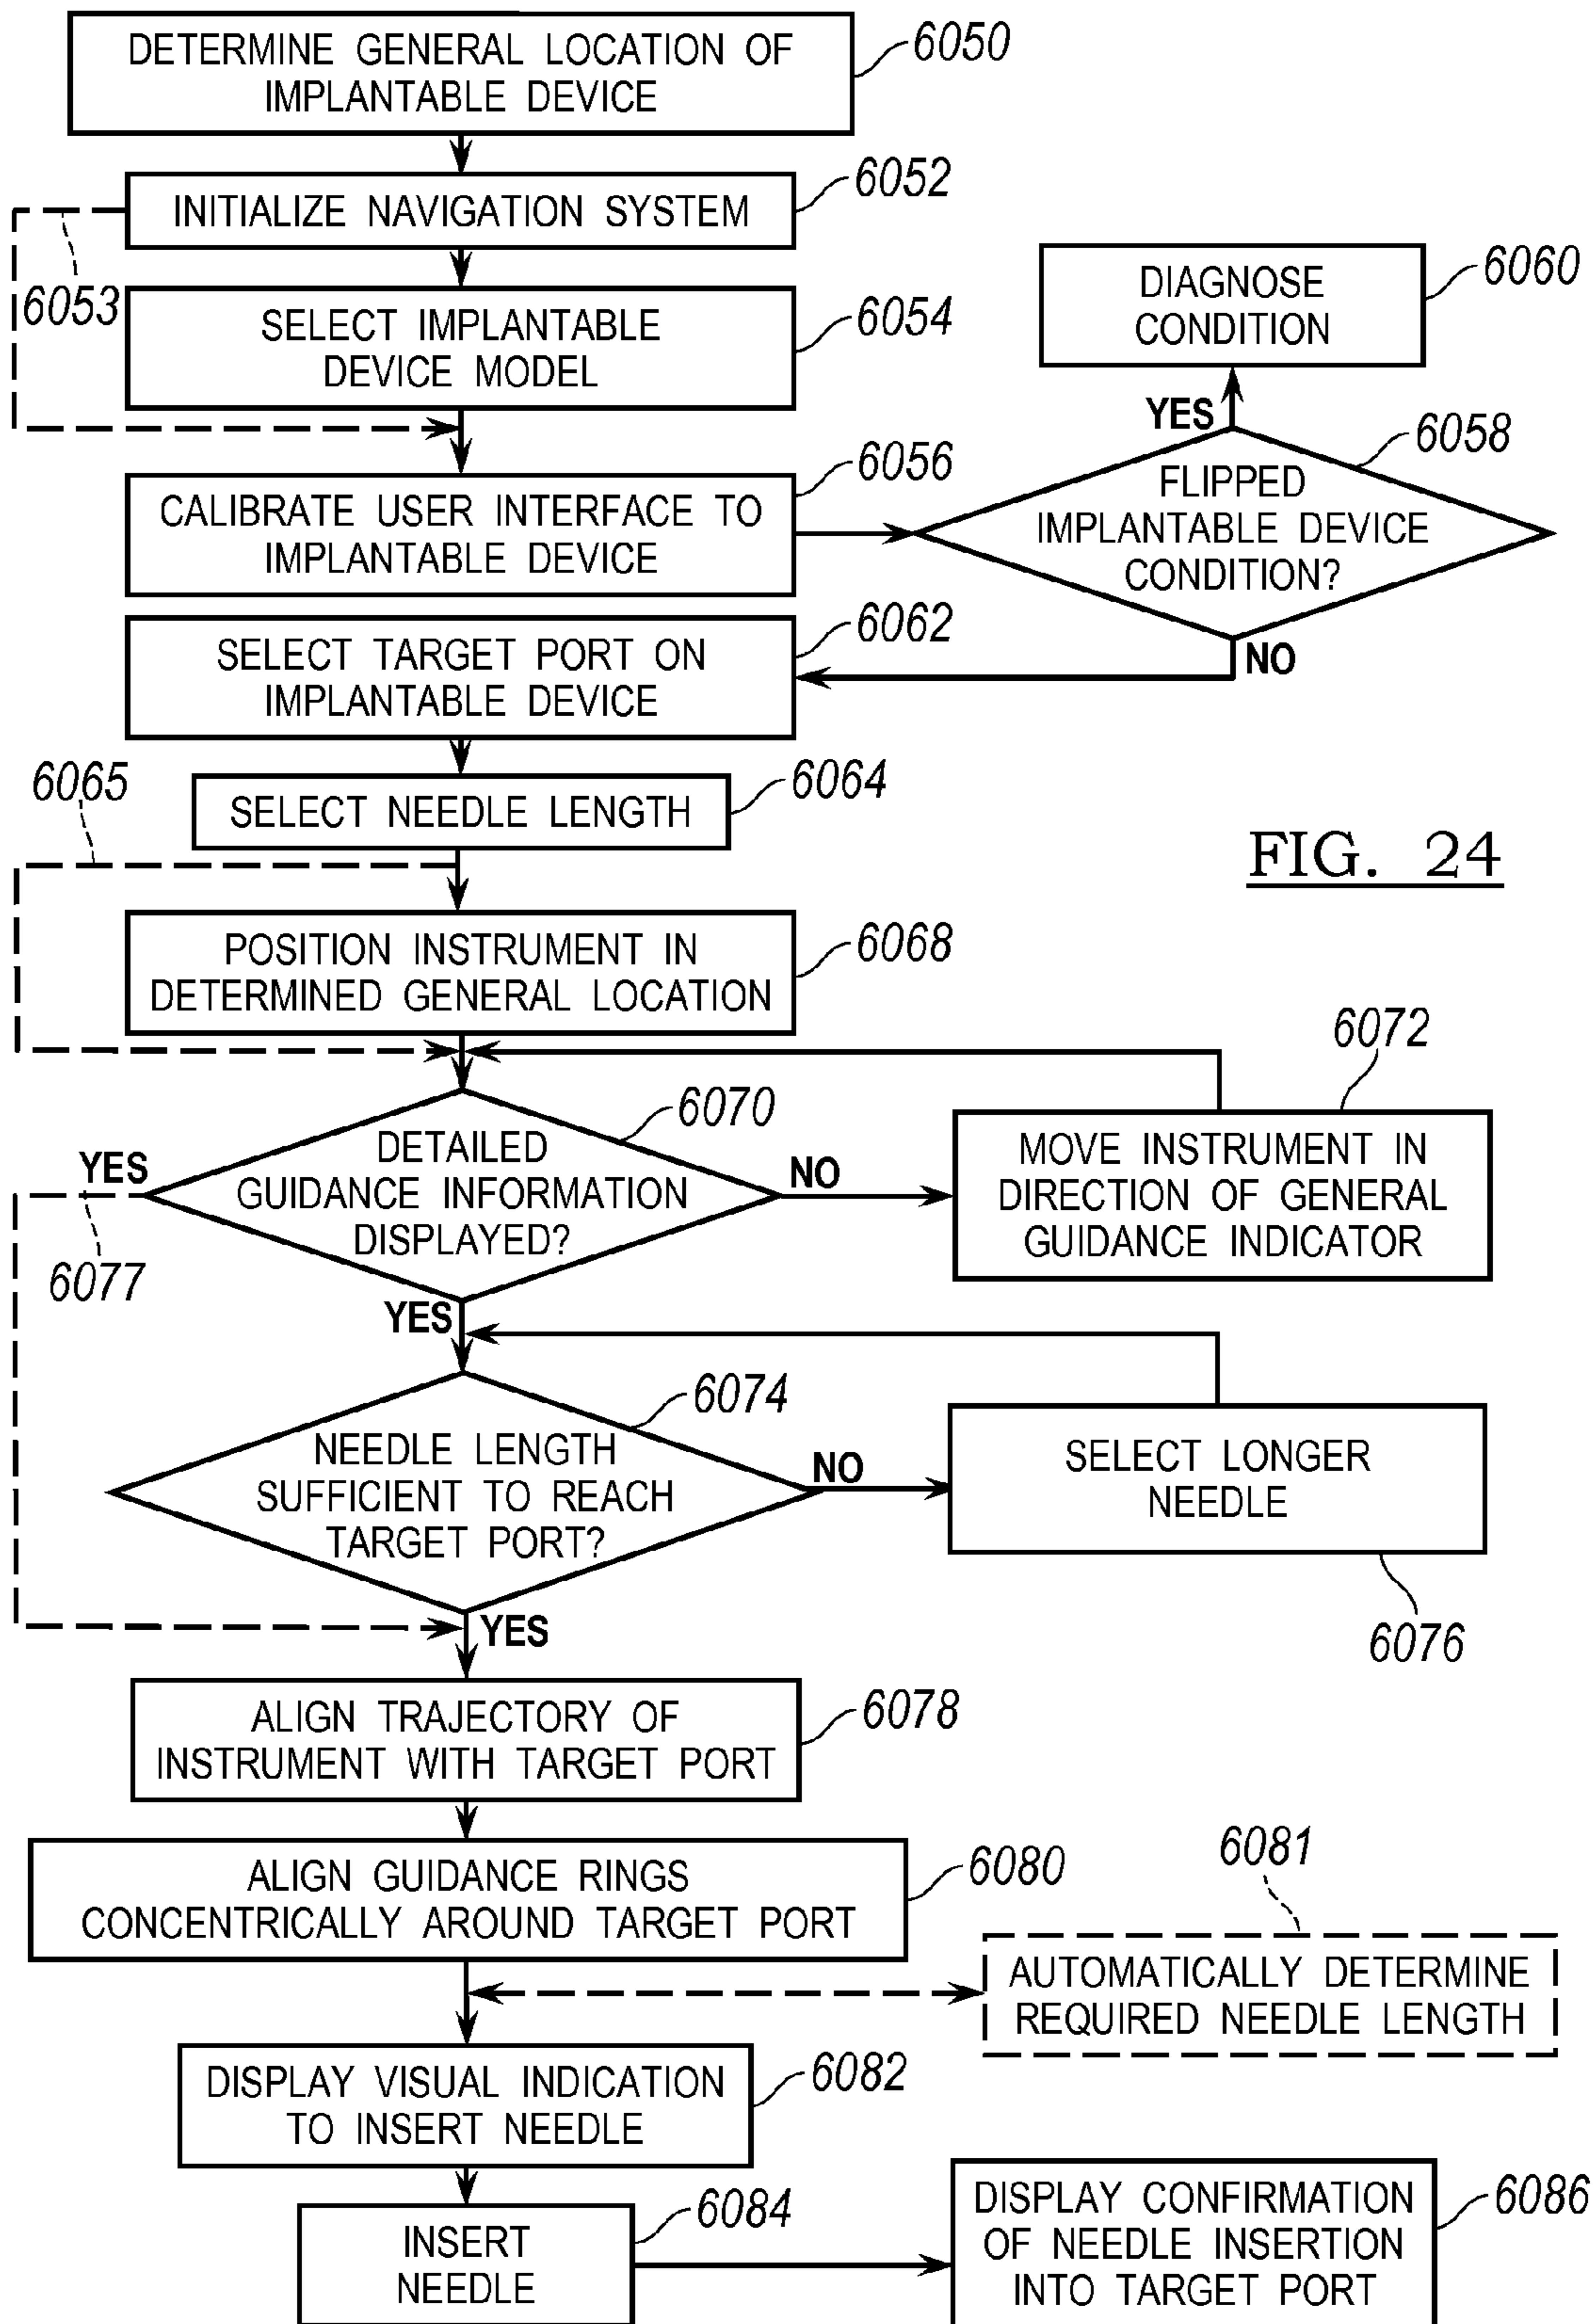 DETERMINE GENERAL LOCATION OF
IMPLANTABLE DEVICE
6050
INITIALIZE NAVIGATION SYSTEM
6052
6053
SELECT IMPLANTABLE
DEVICE MODEL
6054
DIAGNOSE
CONDITION
6060
YES
CALIBRATE USER INTERFACE TO
IMPLANTABLE DEVICE
6056
FLIPPED
IMPLANTABLE DEVICE
CONDITION?
6058
NO
SELECT TARGET PORT ON
IMPLANTABLE DEVICE
6062
SELECT NEEDLE LENGTH
6064
6065
FIG. 24
POSITION INSTRUMENT IN
DETERMINED GENERAL LOCATION
6068
6072
6070
DETAILED
GUIDANCE INFORMATION
DISPLAYED?
YES
NO
MOVE INSTRUMENT IN
DIRECTION OF GENERAL
GUIDANCE INDICATOR
6077
YES
6074
NEEDLE LENGTH
SUFFICIENT TO REACH
TARGET PORT?
NO
SELECT LONGER
NEEDLE
6076
YES
ALIGN TRAJECTORY OF
INSTRUMENT WITH TARGET PORT
6078
ALIGN GUIDANCE RINGS
CONCENTRICALLY AROUND TARGET PORT
6080
6081
AUTOMATICALLY DETERMINE
REQUIRED NEEDLE LENGTH
DISPLAY VISUAL INDICATION
TO INSERT NEEDLE
6082
INSERT
NEEDLE
6084
DISPLAY CONFIRMATION
OF NEEDLE INSERTION
INTO TARGET PORT
6086